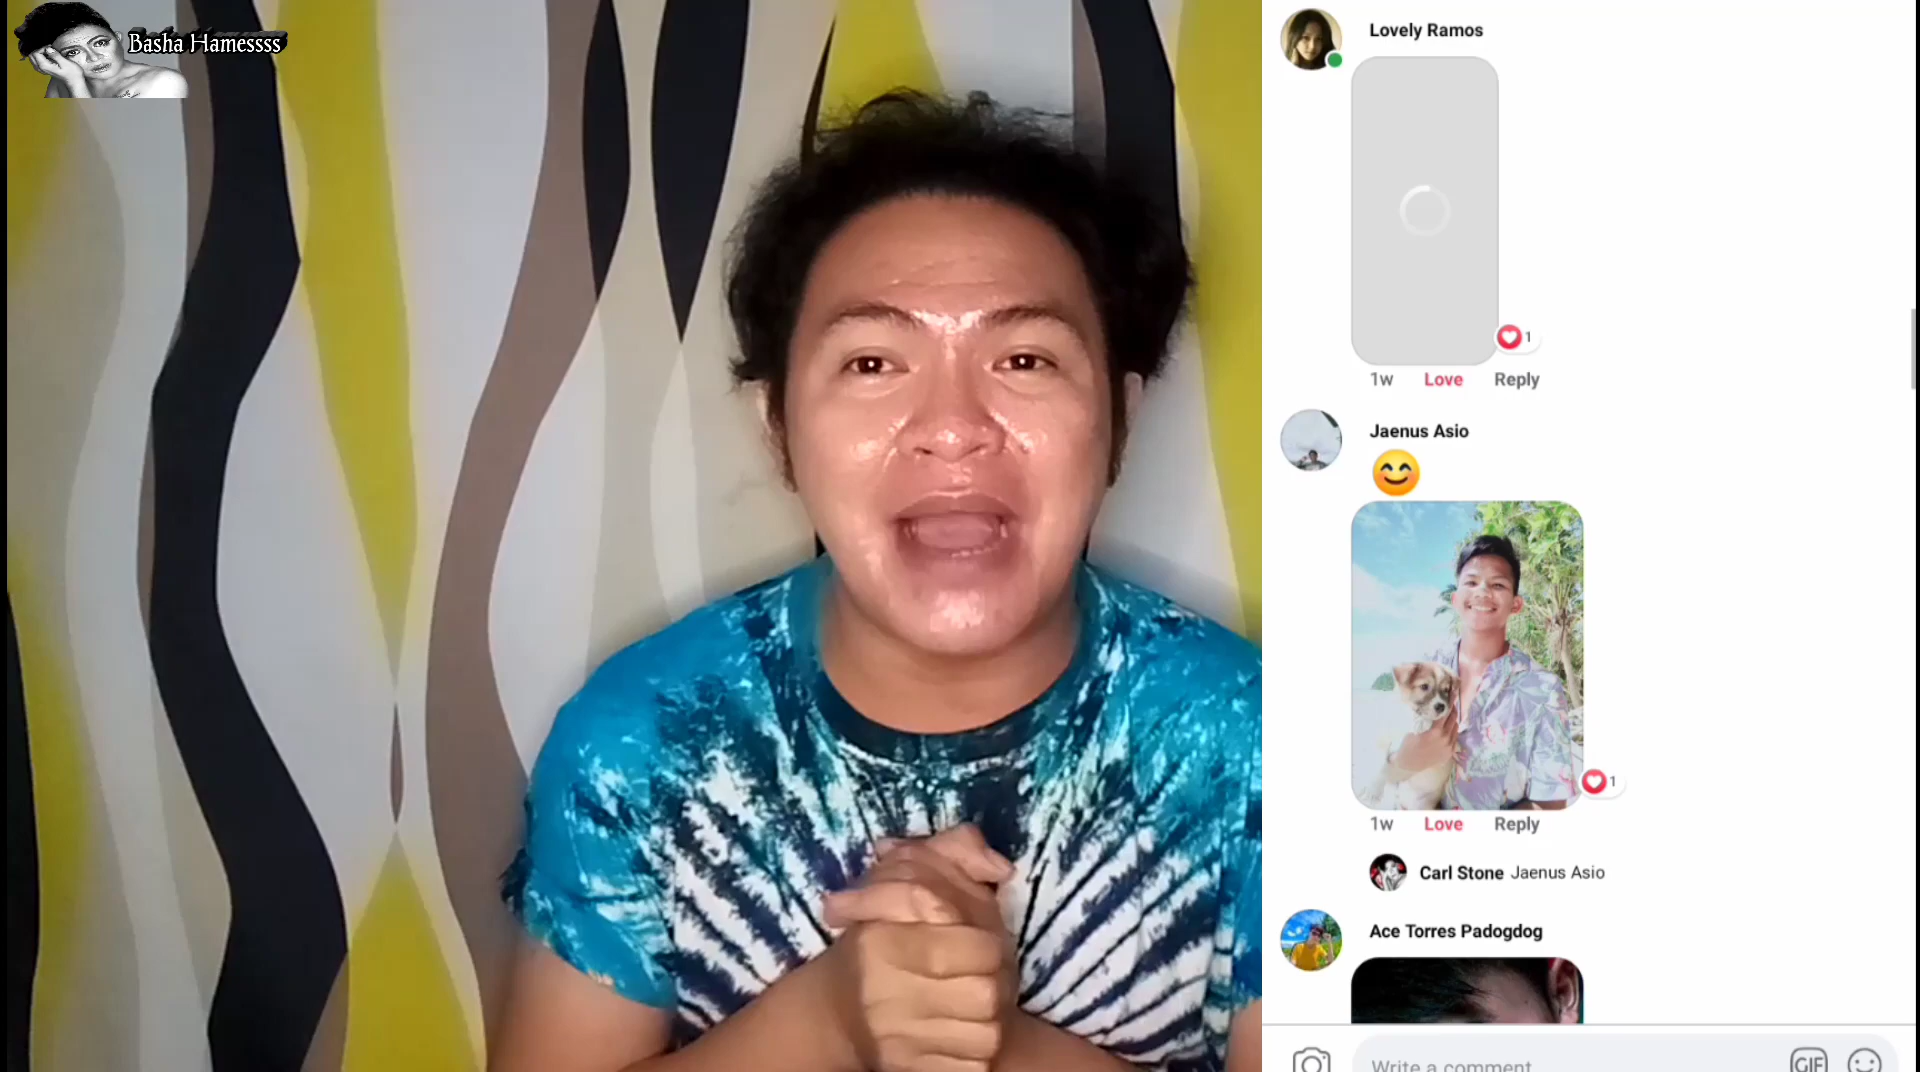 Basha Hamessss
Lovely Ramos
1
1w Love Reply
Jaenus Asio
1
1w Love Reply
Carl Stone Jaenus Asio
Ace Torres Padogdog
Write a comment
GIF